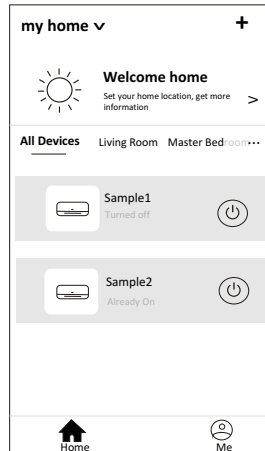 my home
Welcome home
Set your home location, get more
information
All Devices Living Room Master Bedroom
Sample1
Turned off
Sample2
Already On
Home
Me